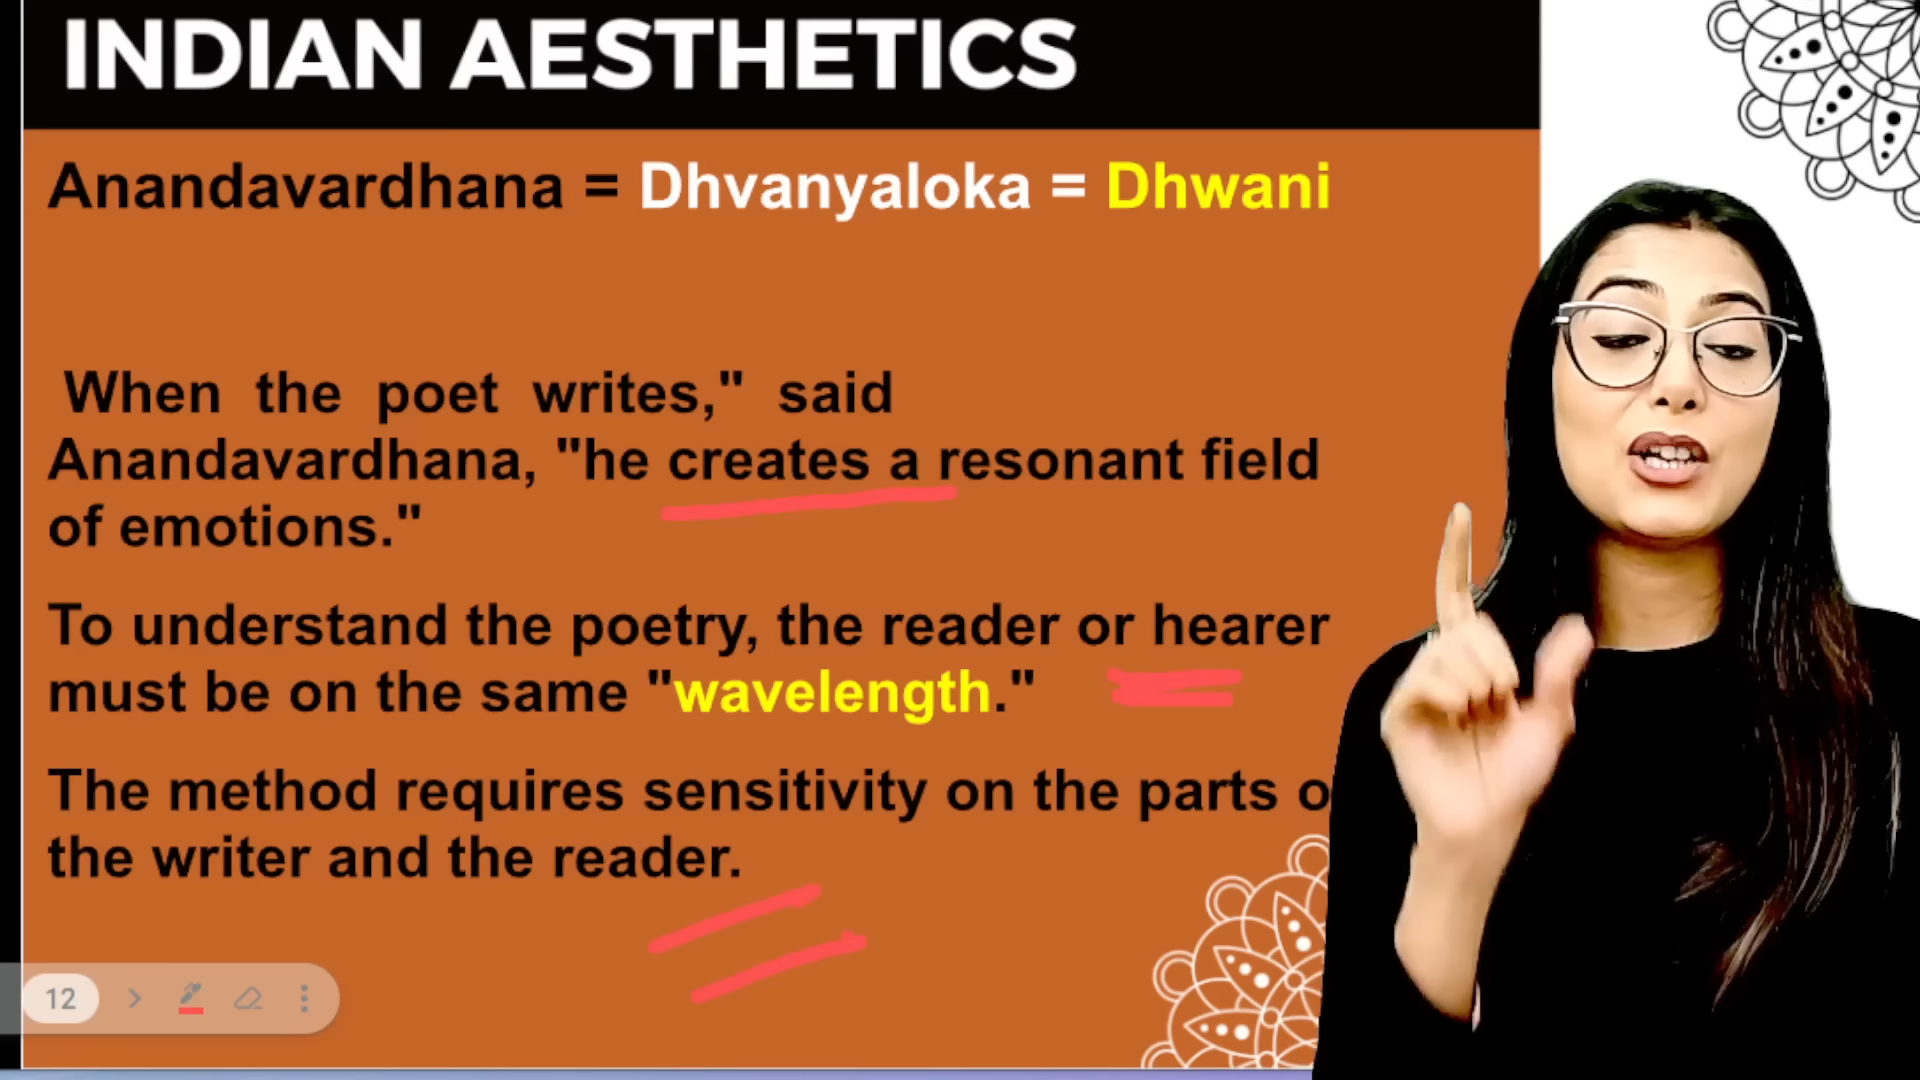 INDIAN AESTHETICS
Anandavardhana = Dhvanyaloka = Dhwani
When the poet writes," said
Anandavardhana, "he creates a resonant field
of emotions."
To understand the poetry, the reader or hearer
must be on the same "wavelength."
The method requires sensitivity on the parts
the writer and the reader.
12